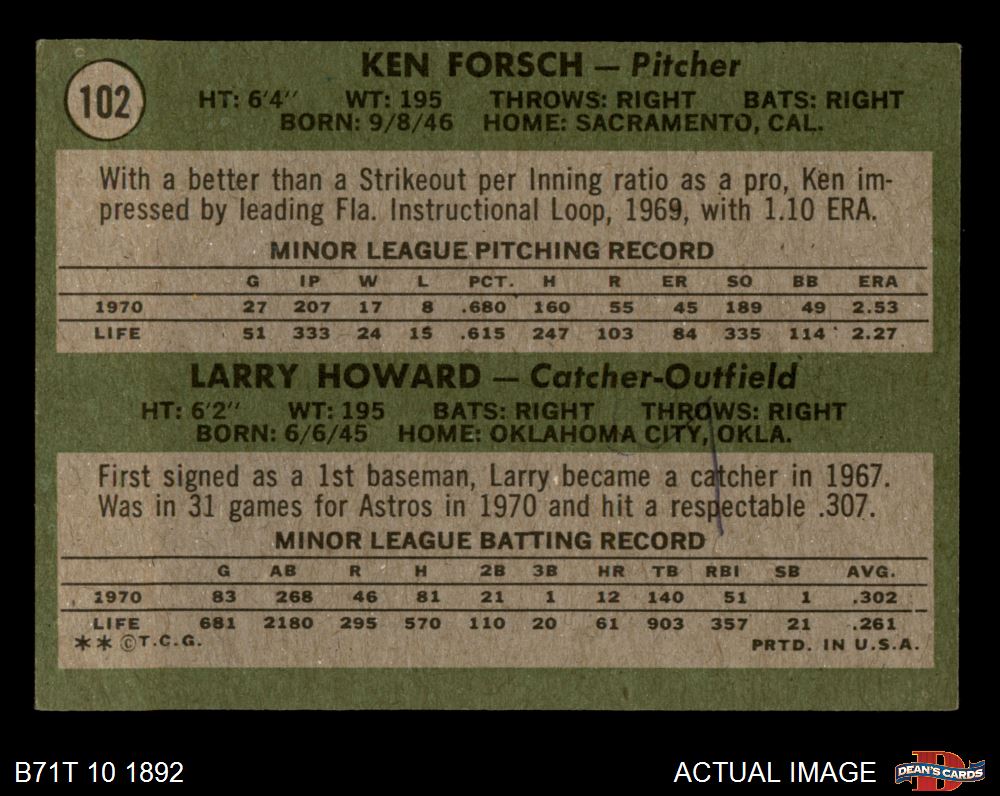 102
KEN FORSCH — Pitcher
HT: 6'4" WT: 195 THROWS: RIGHT BATS: RIGHT
BORN: 9/8/46 HOME: SACRAMENTO, CAL.
With a better than a Strikeout per Inning ratio as a pro, Ken im-
pressed by leading Fla. Instructional Loop, 1969, with 1.10 ERA.
MINOR LEAGUE PITCHING RECORD
G IP W L PCT. H R ER SO BB ERA
1970 27 207 17 8 .680 160 55 45 189 49 2.53
LIFE 51 333 24 15 .615 247 103 84 335 114 2.27
LARRY HOWARD — Catcher-Outfield
HT: 6'2" WT: 195 BATS: RIGHT THROWS: RIGHT
BORN: 6/6/45 HOME: OKLAHOMA CITY, OKLA.
First signed as a 1st baseman, Larry became a catcher in 1967.
Was in 31 games for Astros in 1970 and hit a respectable .307.
MINOR LEAGUE BATTING RECORD
G AB R H 2B 3B HR TB RBI SB AVG.
1970 83 268 46 81 21 1 12 140 51 1 .302
LIFE 681 2180 295 570 110 20 61 903 357 21 .261
** ©T.C.G. PRTD. IN U.S.A.
B71T 10 1892 ACTUAL IMAGE DEAN'S CARDS